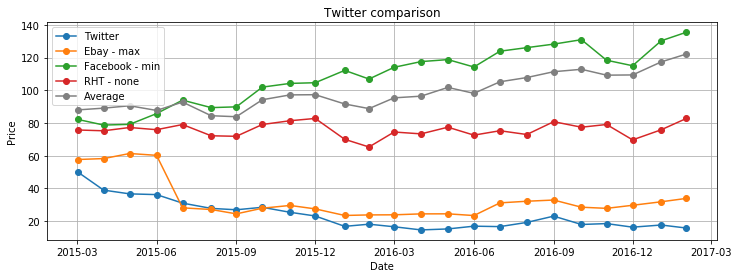 Twitter comparison
Twitter
Ebay - max
Facebook - min
RHT - none
Average
Price
140
120
100
80
60
40
20
2015-03
2015-06
2015-09
2015-12
2016-03
2016-06
2016-09
2016-12
2017-03
Date